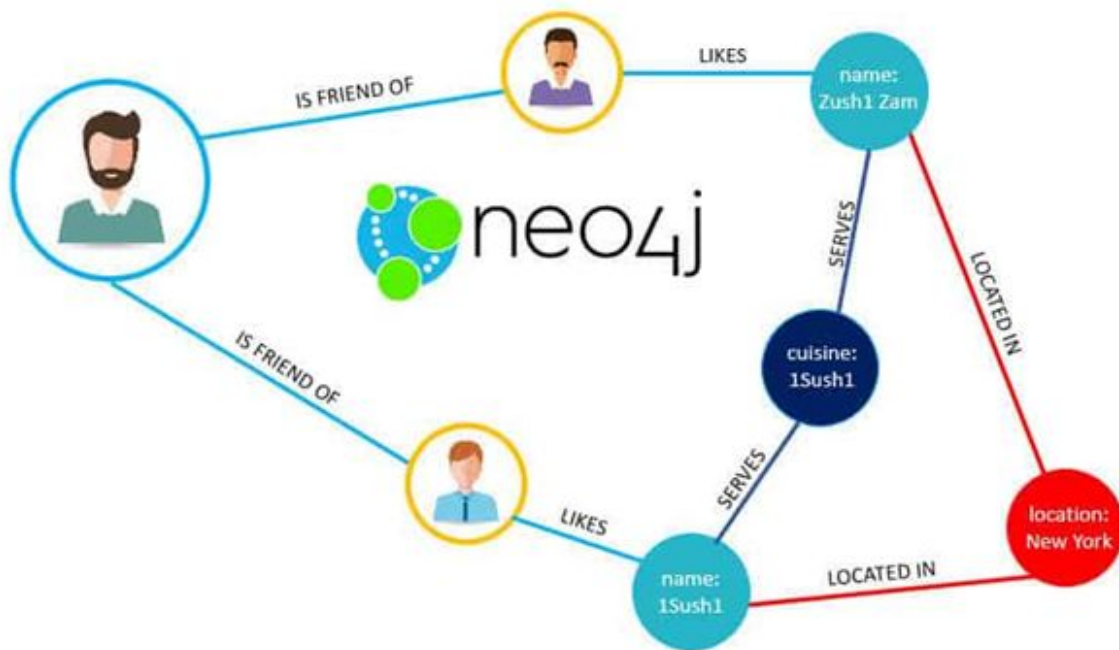 IS FRIEND OF
LIKES
name:
Zush1 Zam
neo4j
SERVES
LOCATED IN
cuisine:
1Sush1
IS FRIEND OF
SERVES
LIKES
location:
New York
name:
1Sush1
LOCATED IN